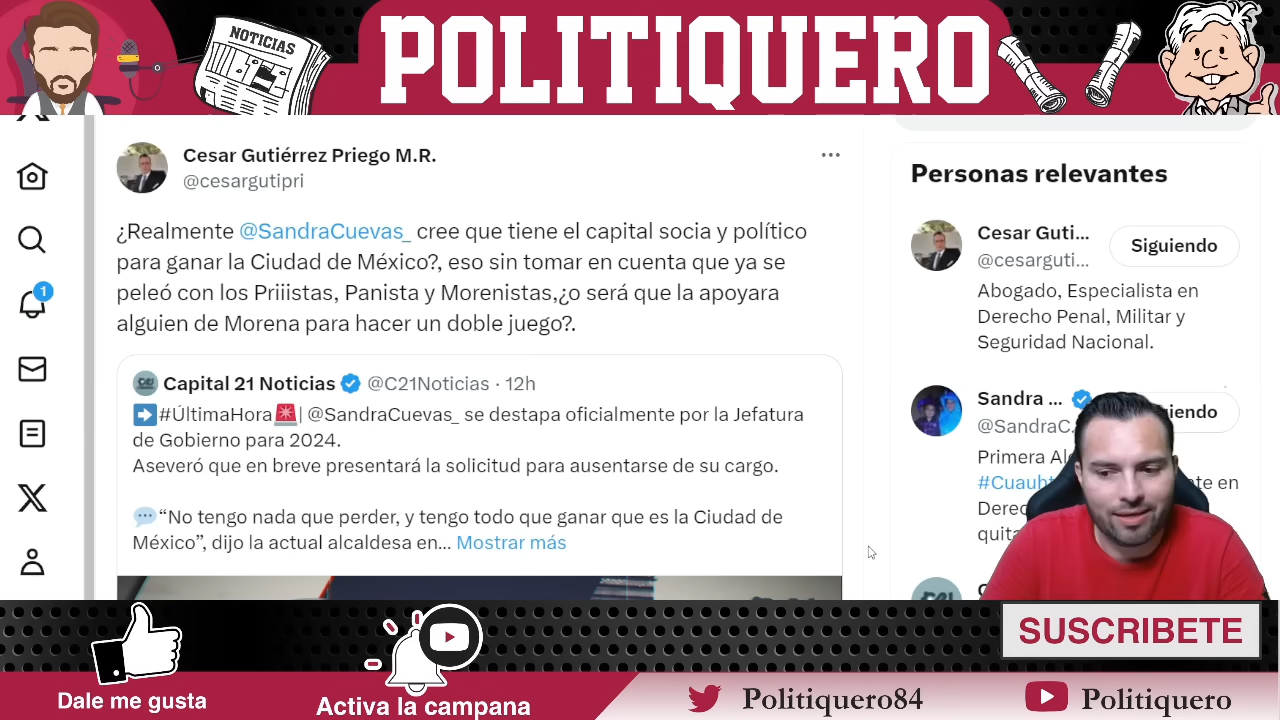 NOTICIAS
POLITIQUERO
Cesar Gutiérrez Priego M.R.
@cesargutipri
¿Realmente @SandraCuevas_ cree que tiene el capital socia y político
para ganar la Ciudad de México?, eso sin tomar en cuenta que ya se
peleó con los Priiistas, Panista y Morenistas,¿o será que la apoyara
alguien de Morena para hacer un doble juego?.
Capital 21 Noticias @C21Noticias · 12h
➡️#ÚltimaHora🚨| @SandraCuevas_ se destapa oficialmente por la Jefatura
de Gobierno para 2024.
Aseveró que en breve presentará la solicitud para ausentarse de su cargo.
💬“No tengo nada que perder, y tengo todo que ganar que es la Ciudad de
México”, dijo la actual alcaldesa en... Mostrar más
1
Personas relevantes
Cesar Guti...
@cesarguti...
Siguiendo
Abogado, Especialista en
Derecho Penal, Militar y
Seguridad Nacional.
Sandra ...
@SandraC
Primera
en
SUSCRIBETE
Dale me gusta
Activa la campana
Politiquero84
Politiquero